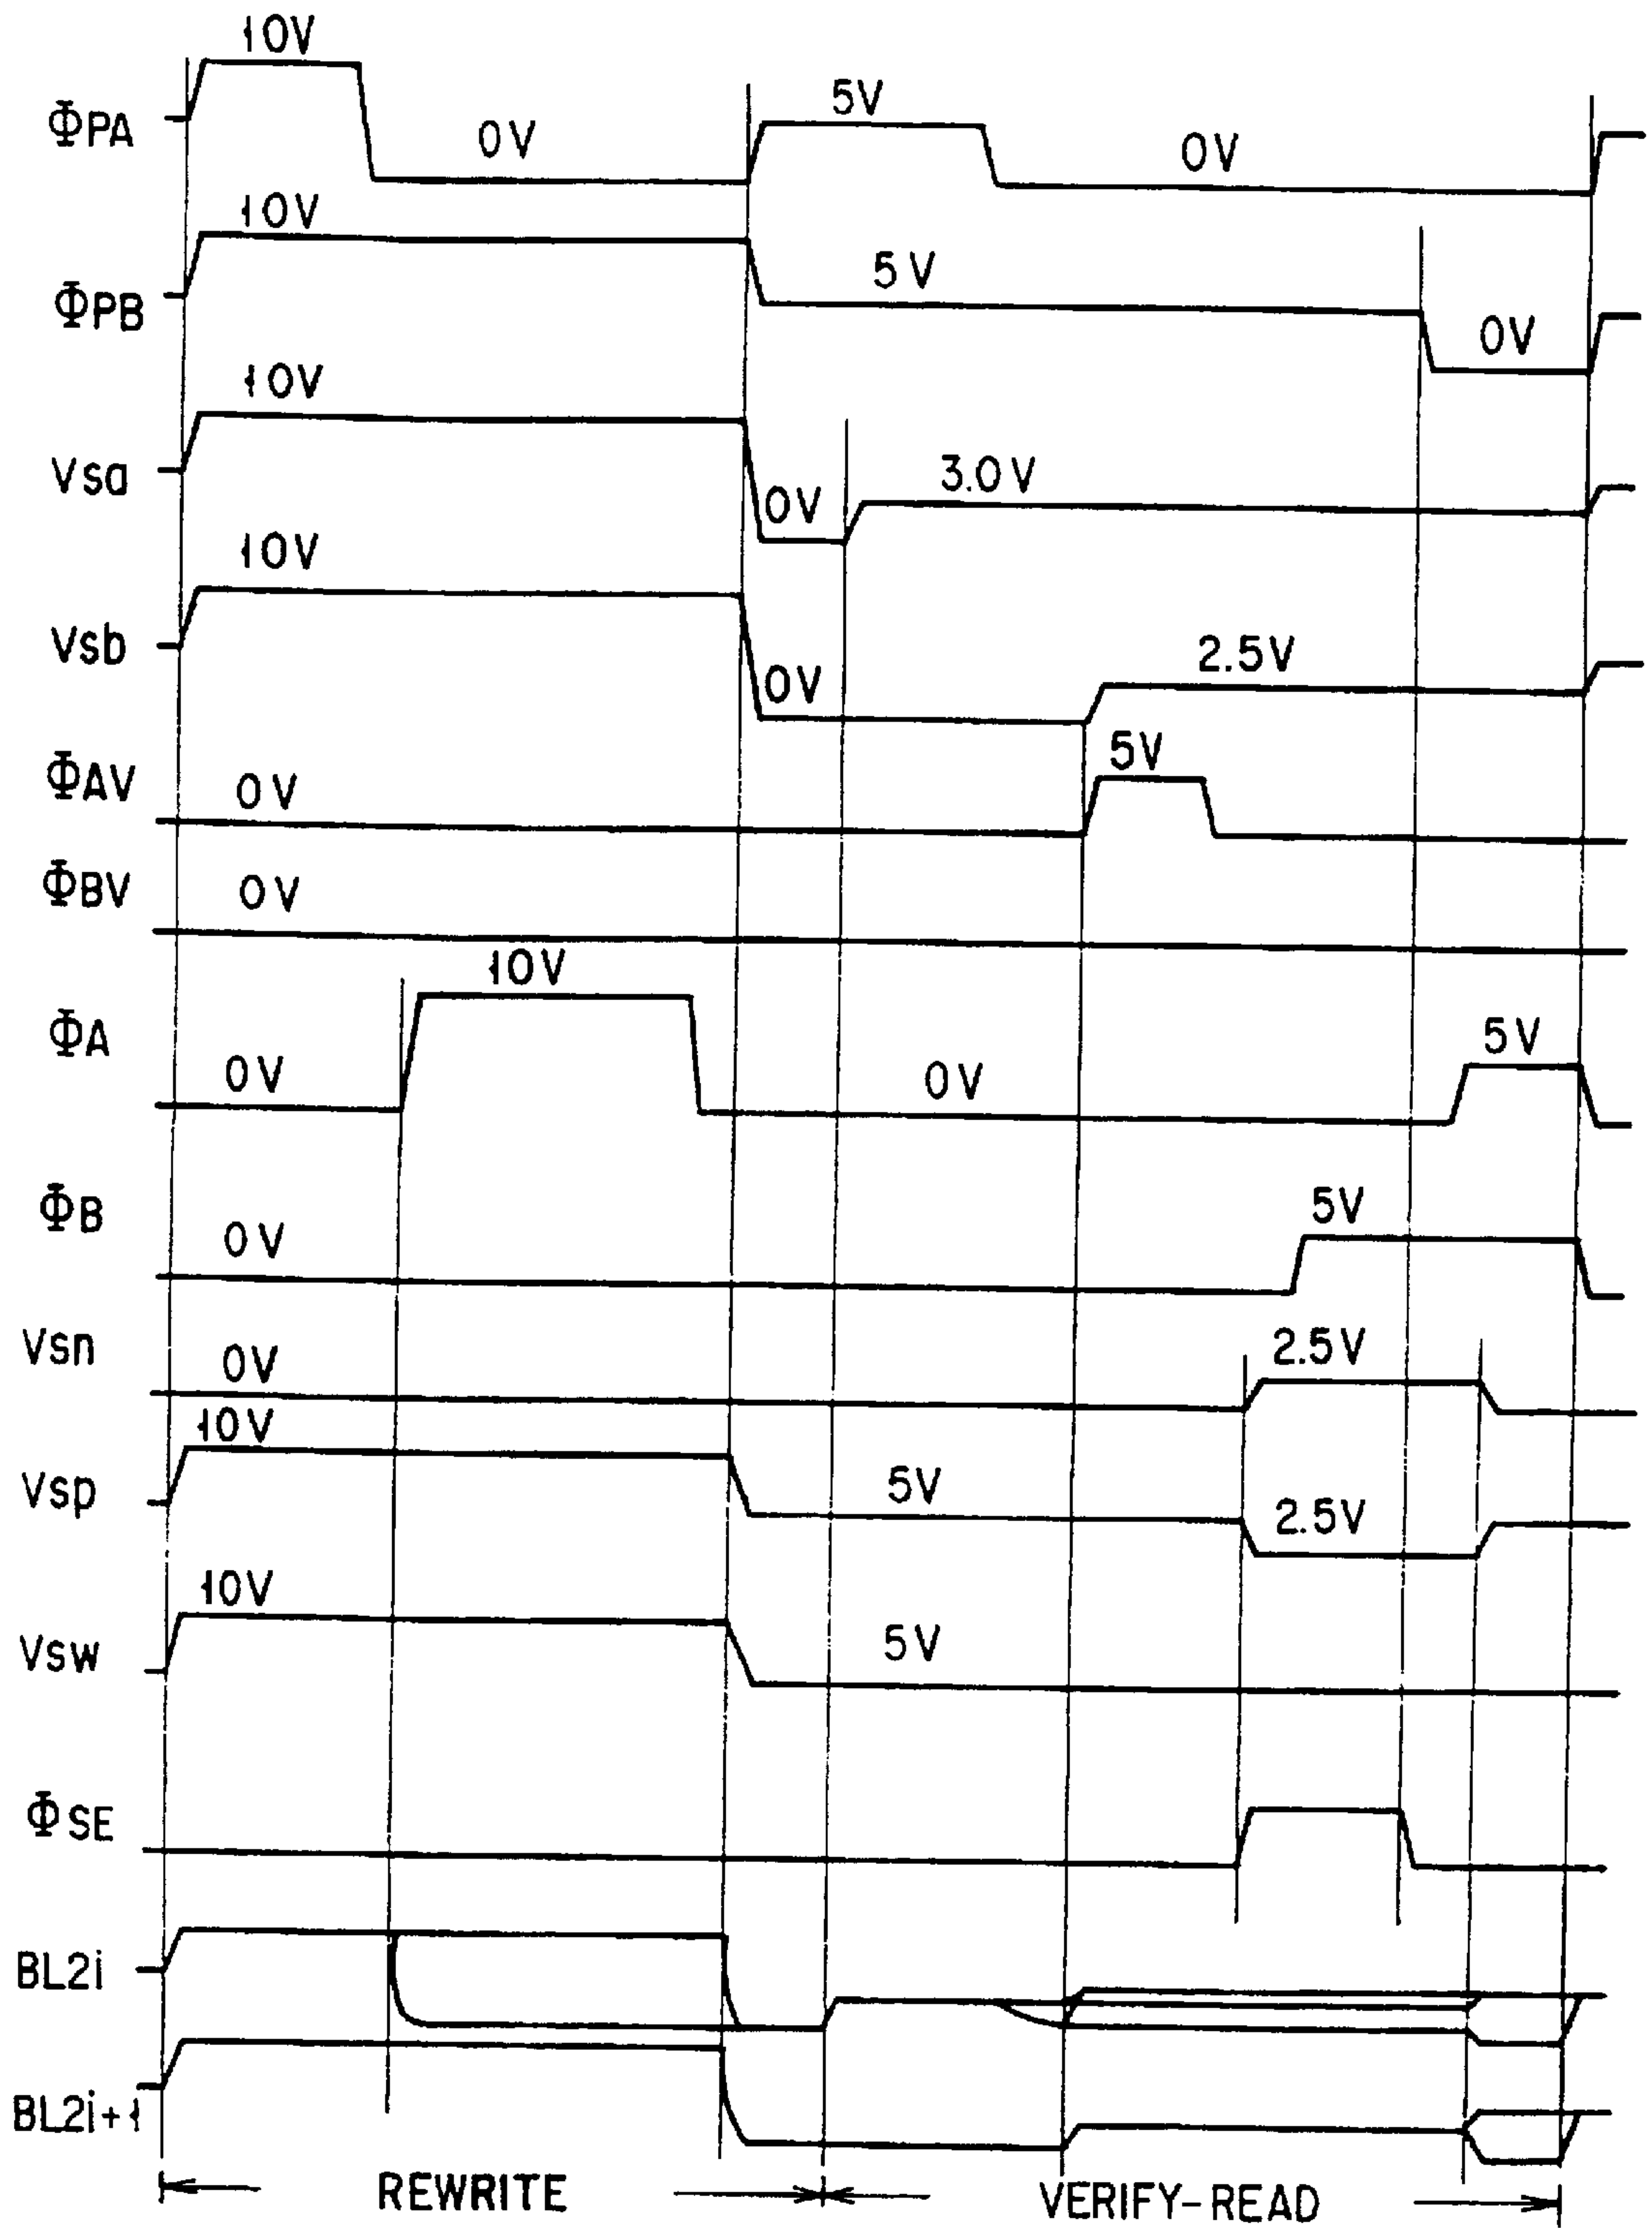 10V
ΦPA 0V 5V 0V
10V
ΦPB 5V 0V
10V
Vsa 0V 3.0V
10V
Vsb 0V 2.5V
ΦAV 0V 5V
ΦBV 0V
10V
ΦA 0V 0V 5V
ΦB 0V 5V
Vsn 0V 2.5V
10V
Vsp 5V 2.5V
10V
Vsw 5V
ΦSE
BL2i
BL2i+1
REWRITE VERIFY-READ